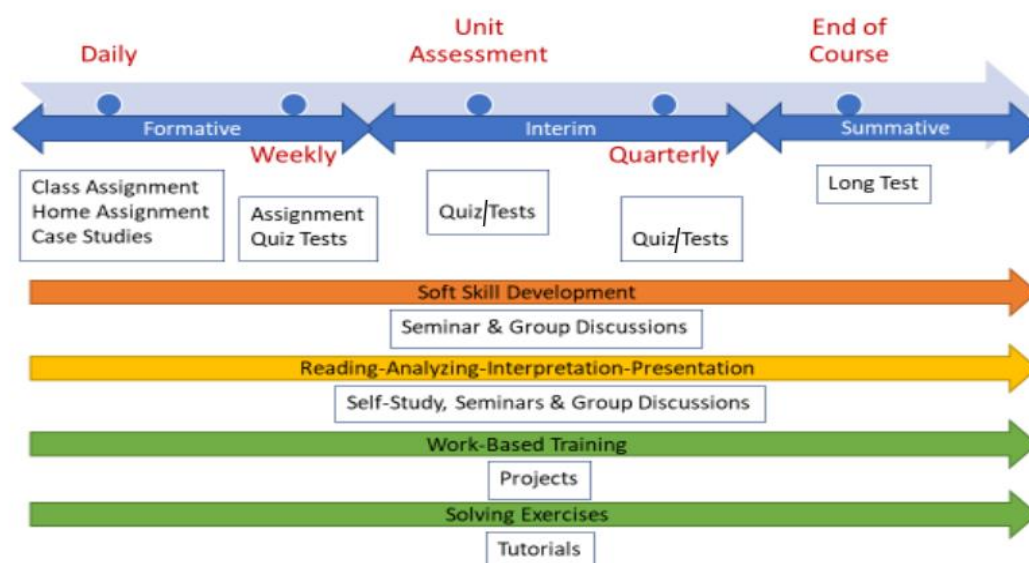 Daily
Unit
Assessment
End of
Course
Formative
Interim
Summative
Weekly
Quarterly
Class Assignment
Home Assignment
Case Studies
Assignment
Quiz Tests
Quiz/Tests
Quiz/Tests
Long Test
Soft Skill Development
Seminar & Group Discussions
Reading-Analyzing-Interpretation-Presentation
Self-Study, Seminars & Group Discussions
Work-Based Training
Projects
Solving Exercises
Tutorials